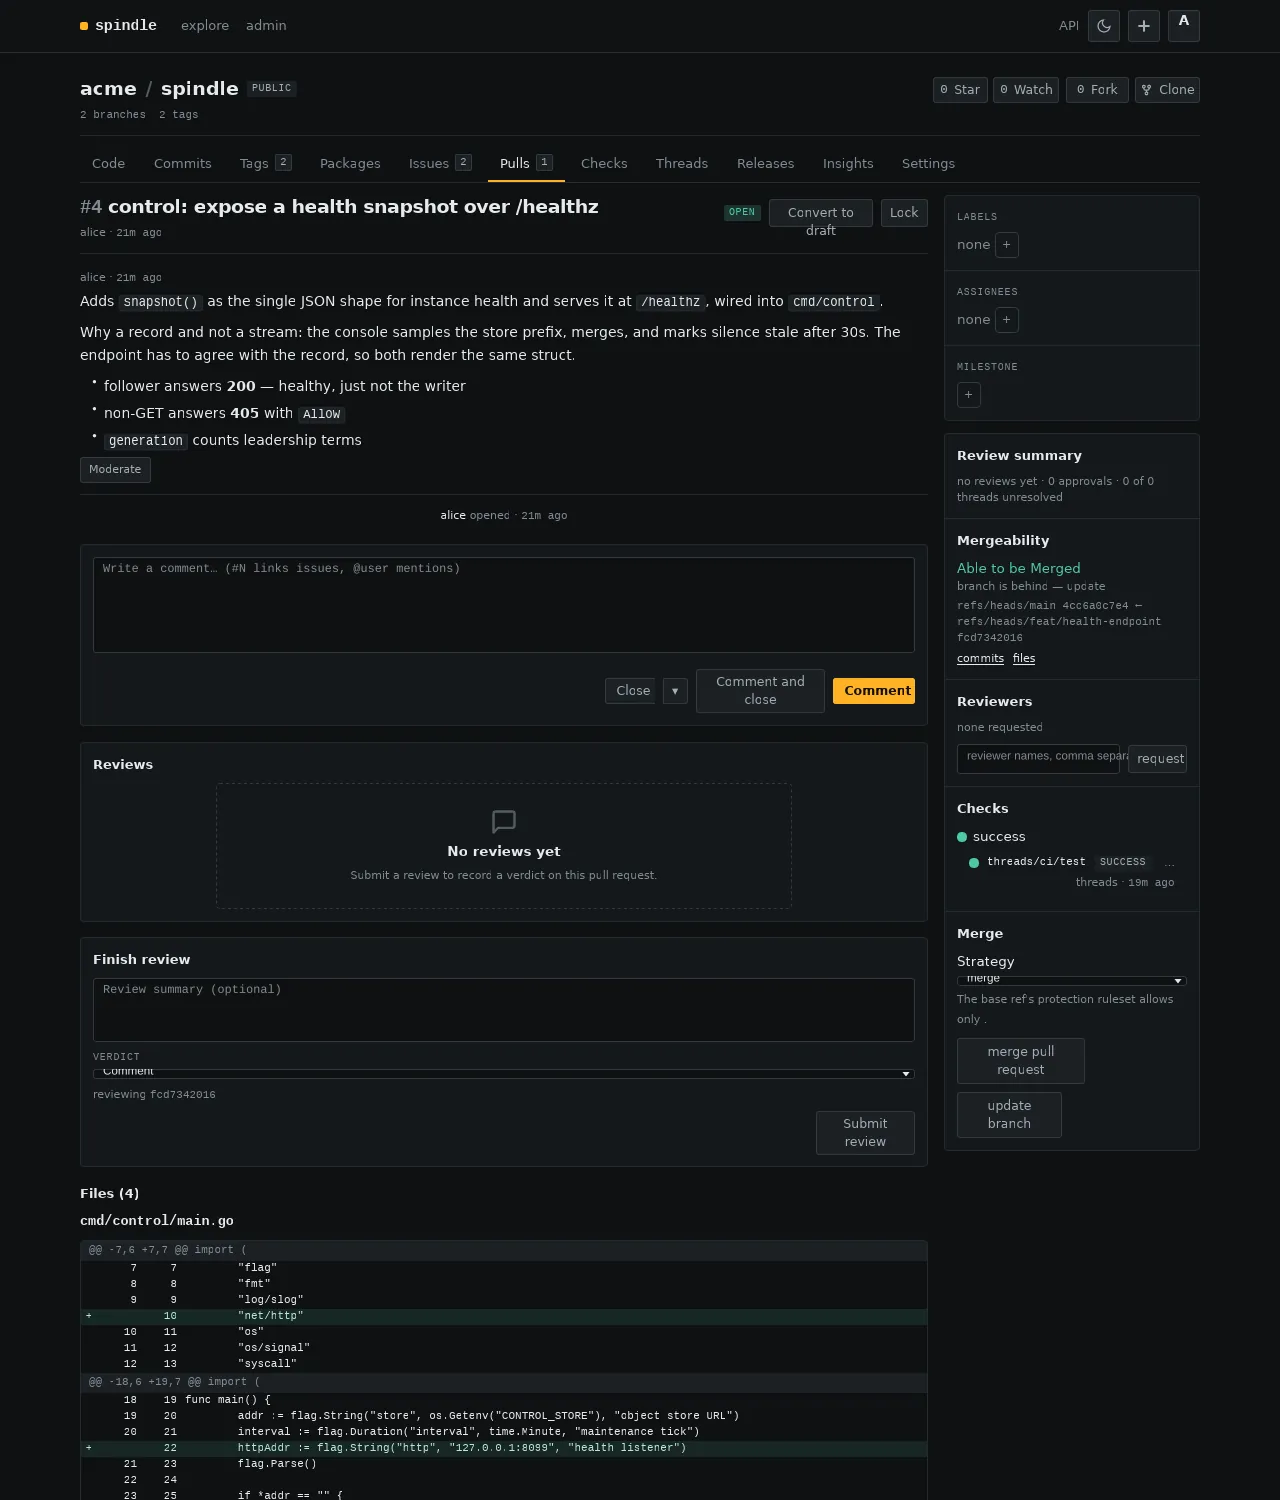 spindle explore admin API + A
acme / spindle PUBLIC
0 Star 0 Watch 0 Fork Clone
2 branches 2 tags
Code Commits Tags 2 Packages Issues 2 Pulls 1 Checks Threads Releases Insights Settings
#4 control: expose a health snapshot over /healthz
OPEN Convert to draft Lock
alice · 21m ago
alice · 21m ago
Adds snapshot() as the single JSON shape for instance health and serves it at /healthz, wired into cmd/control.
Why a record and not a stream: the console samples the store prefix, merges, and marks silence stale after 30s. The
endpoint has to agree with the record, so both render the same struct.
• follower answers 200 — healthy, just not the writer
• non-GET answers 405 with Allow
• generation counts leadership terms
Moderate
alice opened · 21m ago
Write a comment… (#N links issues, @user mentions)
Close ▾ Comment and close Comment
Reviews
No reviews yet
Submit a review to record a verdict on this pull request.
Finish review
Review summary (optional)
VERDICT
Comment
reviewing fcd7342016
Submit review
LABELS
none +
ASSIGNEES
none +
MILESTONE
+
Review summary
no reviews yet · 0 approvals · 0 of 0
threads unresolved
Mergeability
Able to be Merged
branch is behind — update
refs/heads/main 4cc6a0c7e4 ←
refs/heads/feat/health-endpoint
fcd7342016
commits files
Reviewers
none requested
reviewer names, comma separa request
Checks
success
threads/ci/test SUCCESS …
threads · 19m ago
Merge
Strategy
merge
The base ref's protection ruleset allows
only .
merge pull request
update branch
Files (4)
cmd/control/main.go
@@ -7,6 +7,7 @@ import (
7 7 "flag"
8 8 "fmt"
9 9 "log/slog"
+ 10 "net/http"
10 11 "os"
11 12 "os/signal"
12 13 "syscall"
@@ -18,6 +19,7 @@ import (
18 19 func main() {
19 20 addr := flag.String("store", os.Getenv("CONTROL_STORE"), "object store URL")
20 21 interval := flag.Duration("interval", time.Minute, "maintenance tick")
+ 22 httpAddr := flag.String("http", "127.0.0.1:8099", "health listener")
21 23 flag.Parse()
22 24
23 25 if *addr == "" {